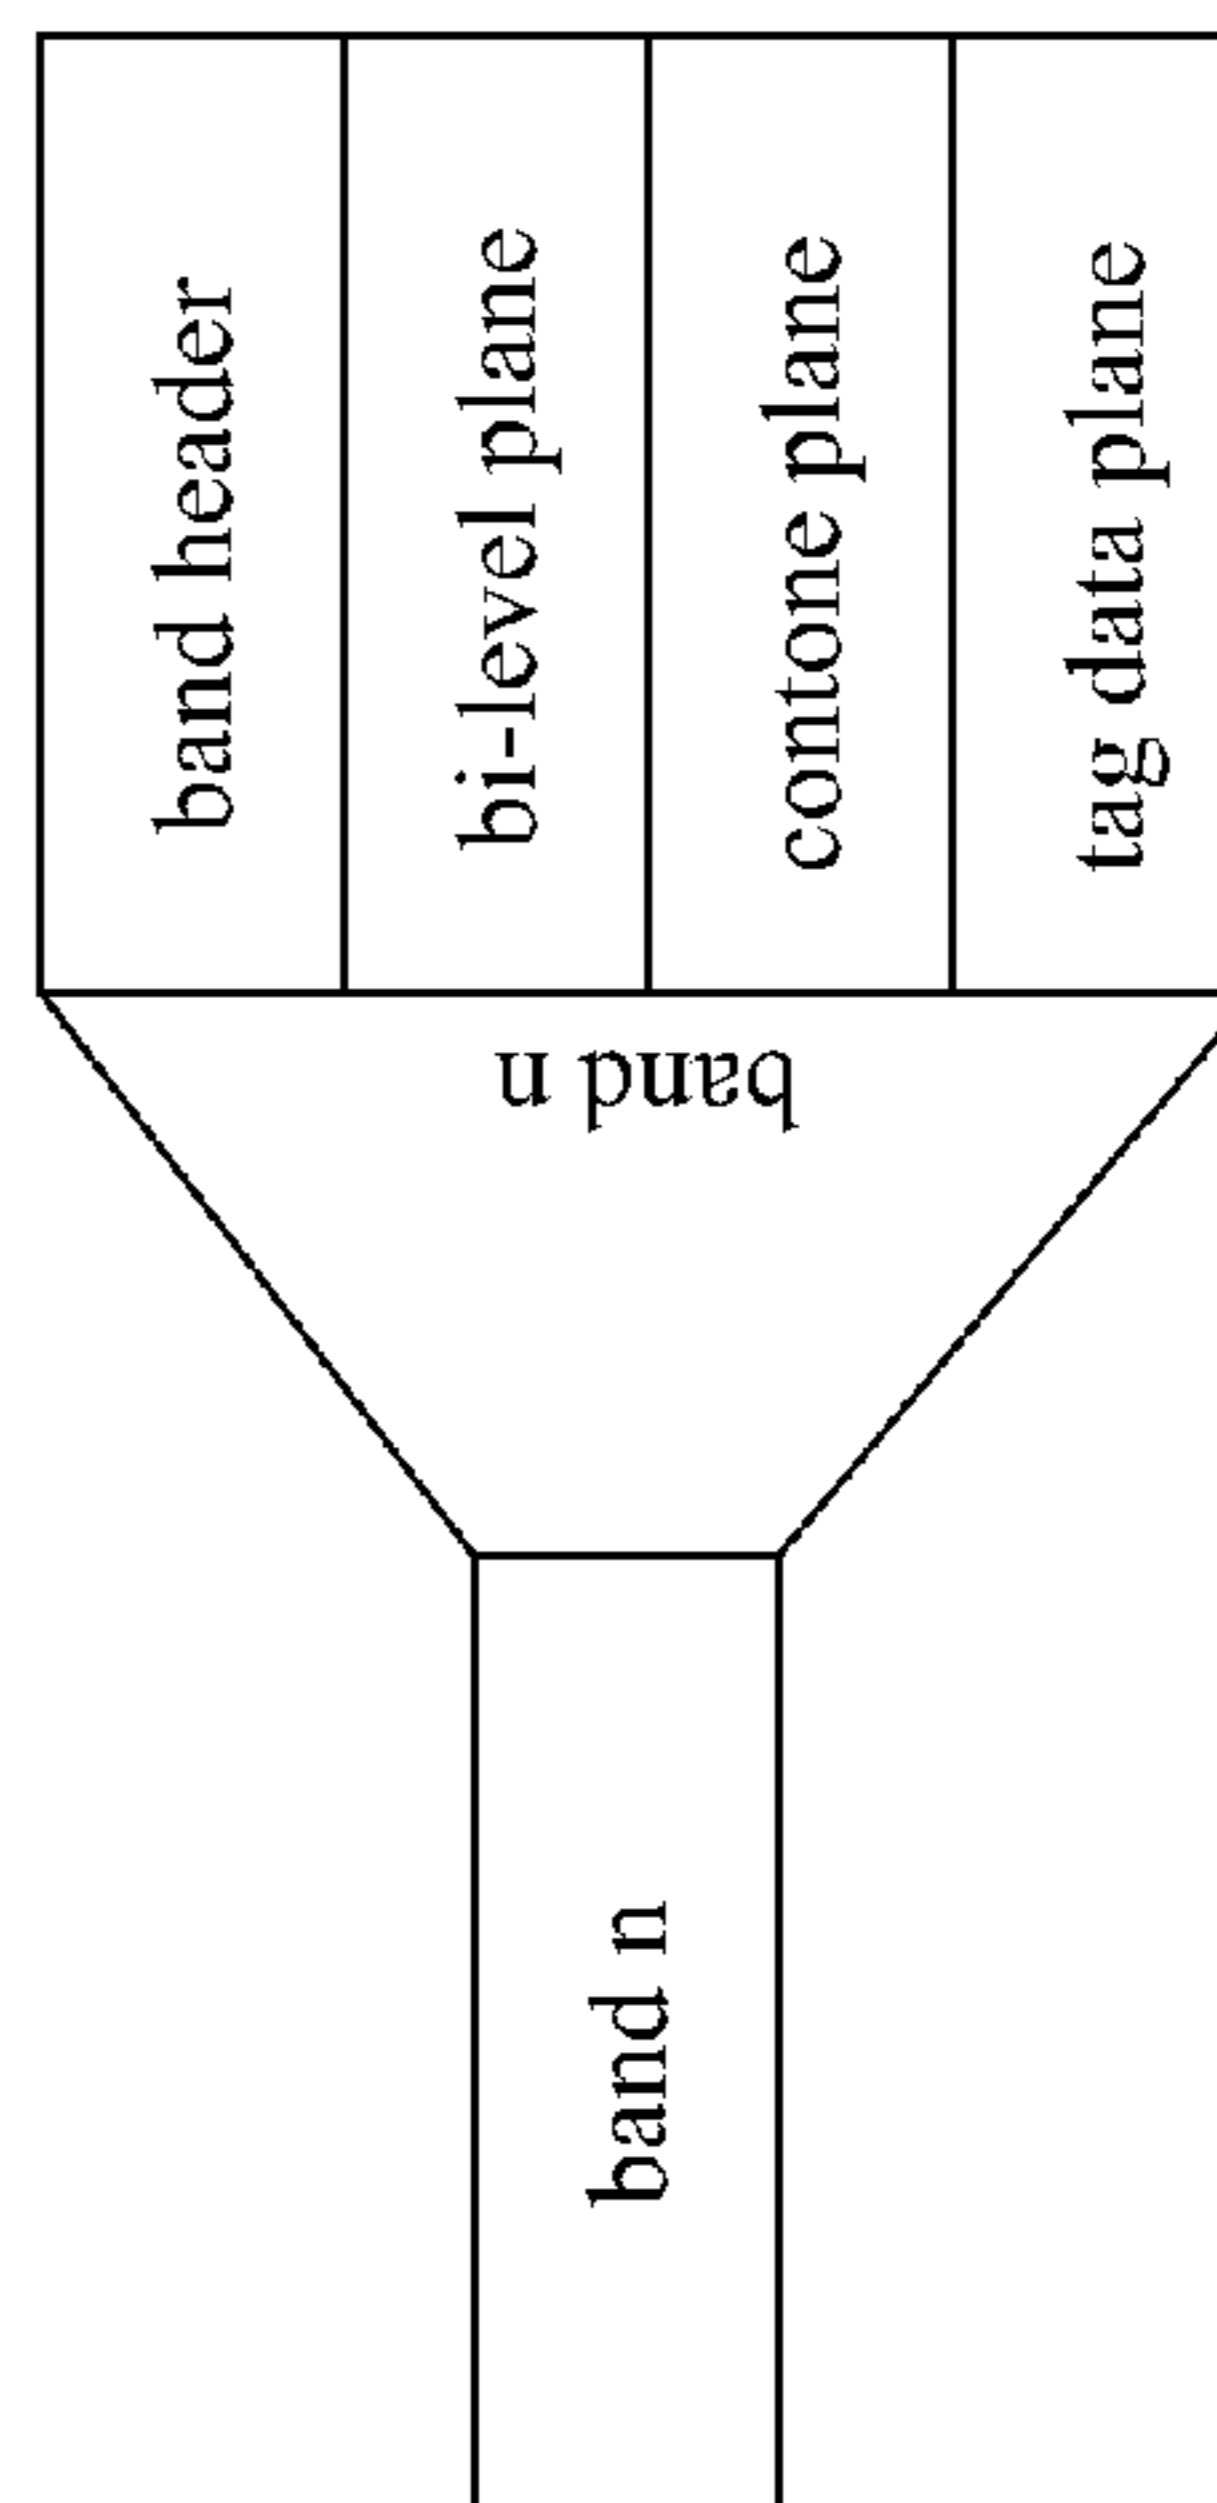 band header
bi-level plane
contone plane
tag data plane
band n
band n